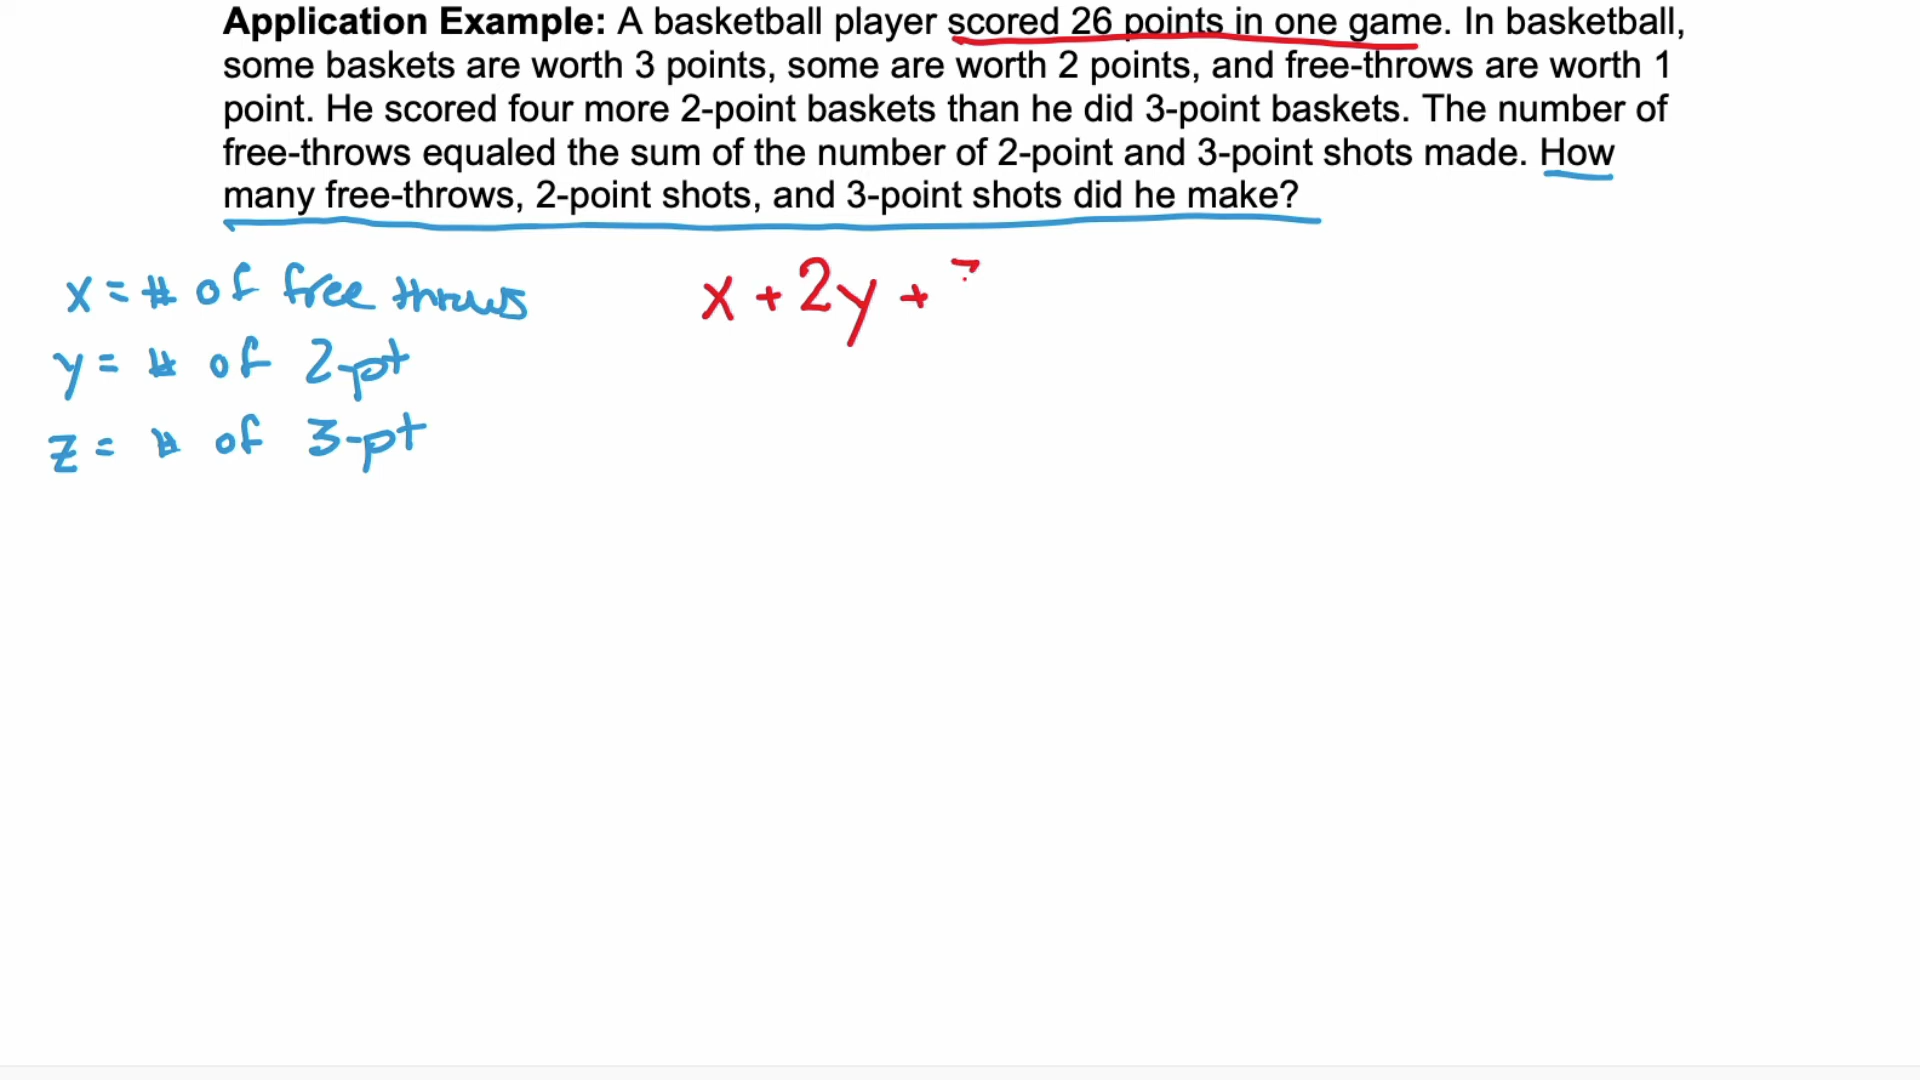 Application Example: A basketball player scored 26 points in one game. In basketball,
some baskets are worth 3 points, some are worth 2 points, and free-throws are worth 1
point. He scored four more 2-point baskets than he did 3-point baskets. The number of
free-throws equaled the sum of the number of 2-point and 3-point shots made. How
many free-throws, 2-point shots, and 3-point shots did he make?
x = # of free throws
x + 2y +
y = # of 2-pt
z = # of 3-pt